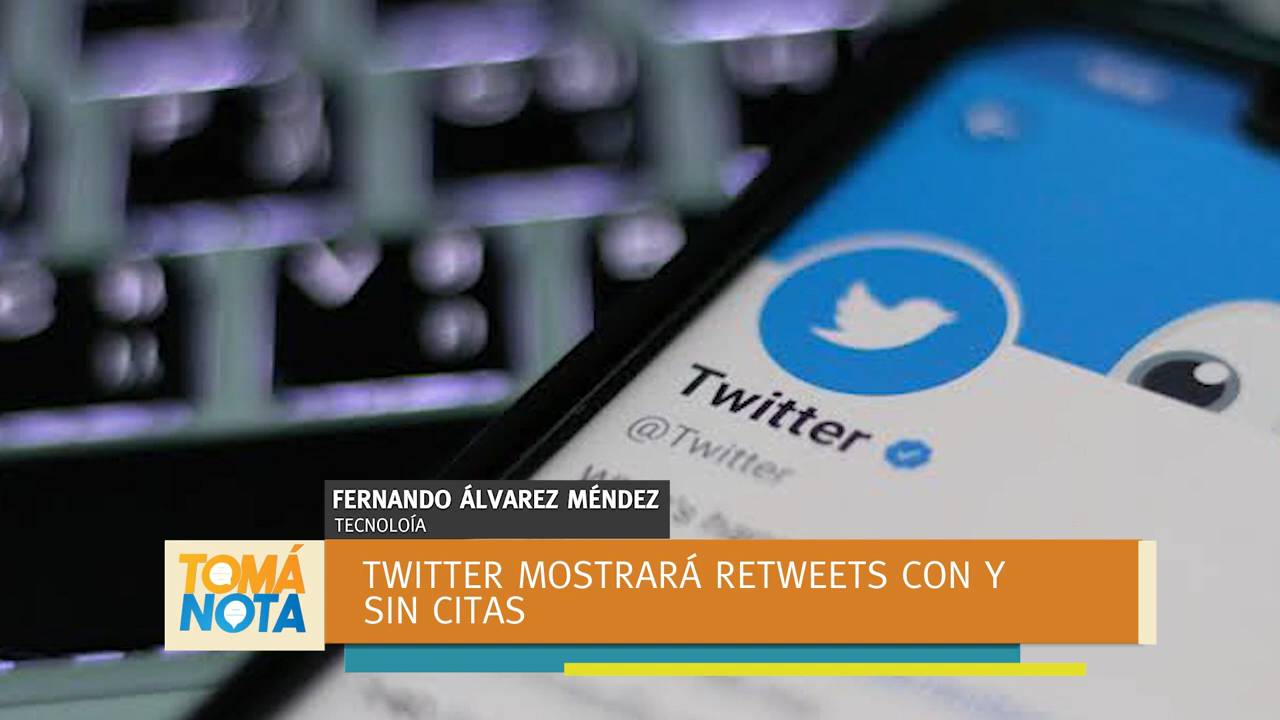 Twitter
@Twitter
FERNANDO ÁLVAREZ MÉNDEZ
TECNOLOÍA
TOMÁ
NOTA
TWITTER MOSTRARÁ RETWEETS CON Y
SIN CITAS